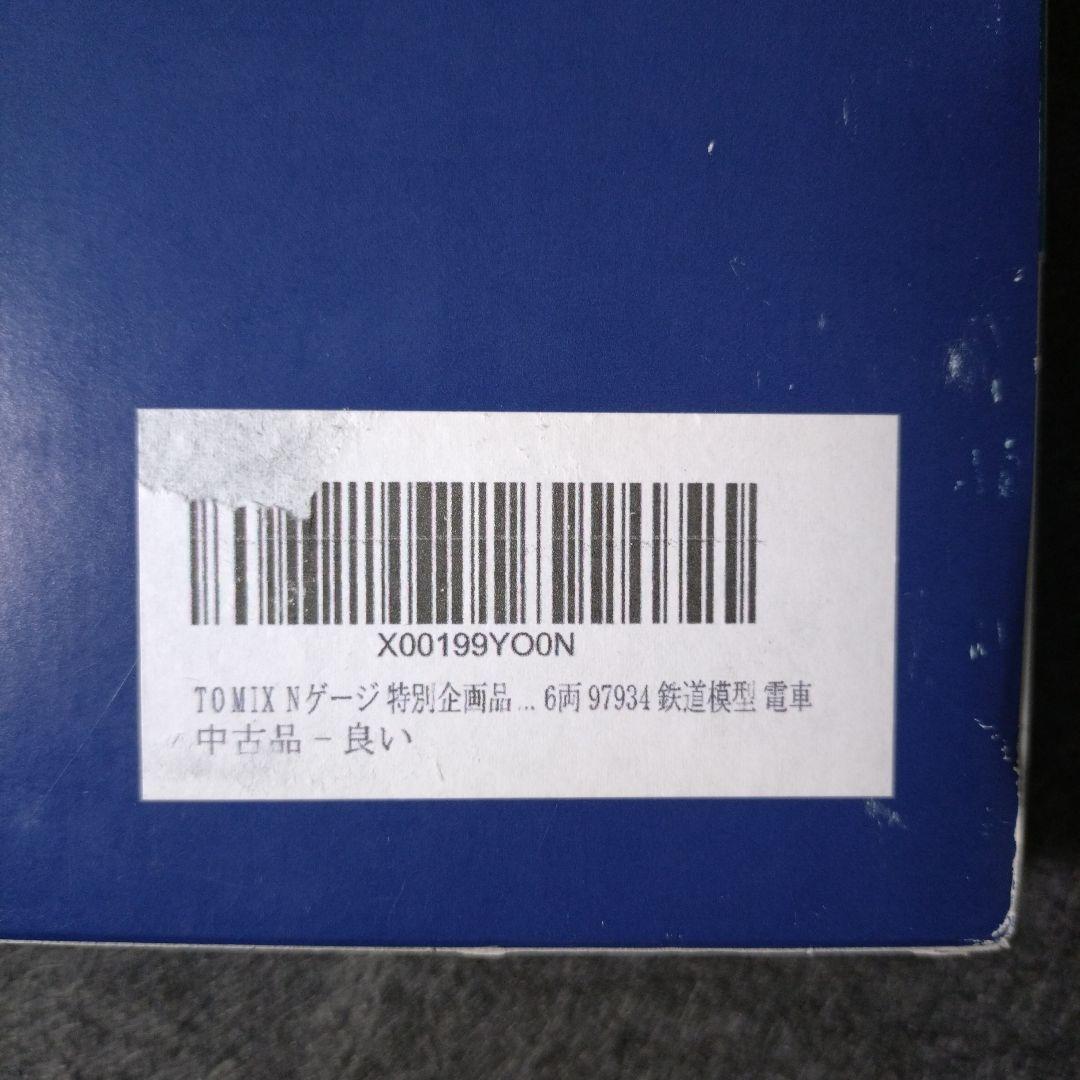 X00199YO0N
TOMIX Nゲージ 特別企画品 ... 6両 97934 鉄道模型 電車
中古品 - 良い